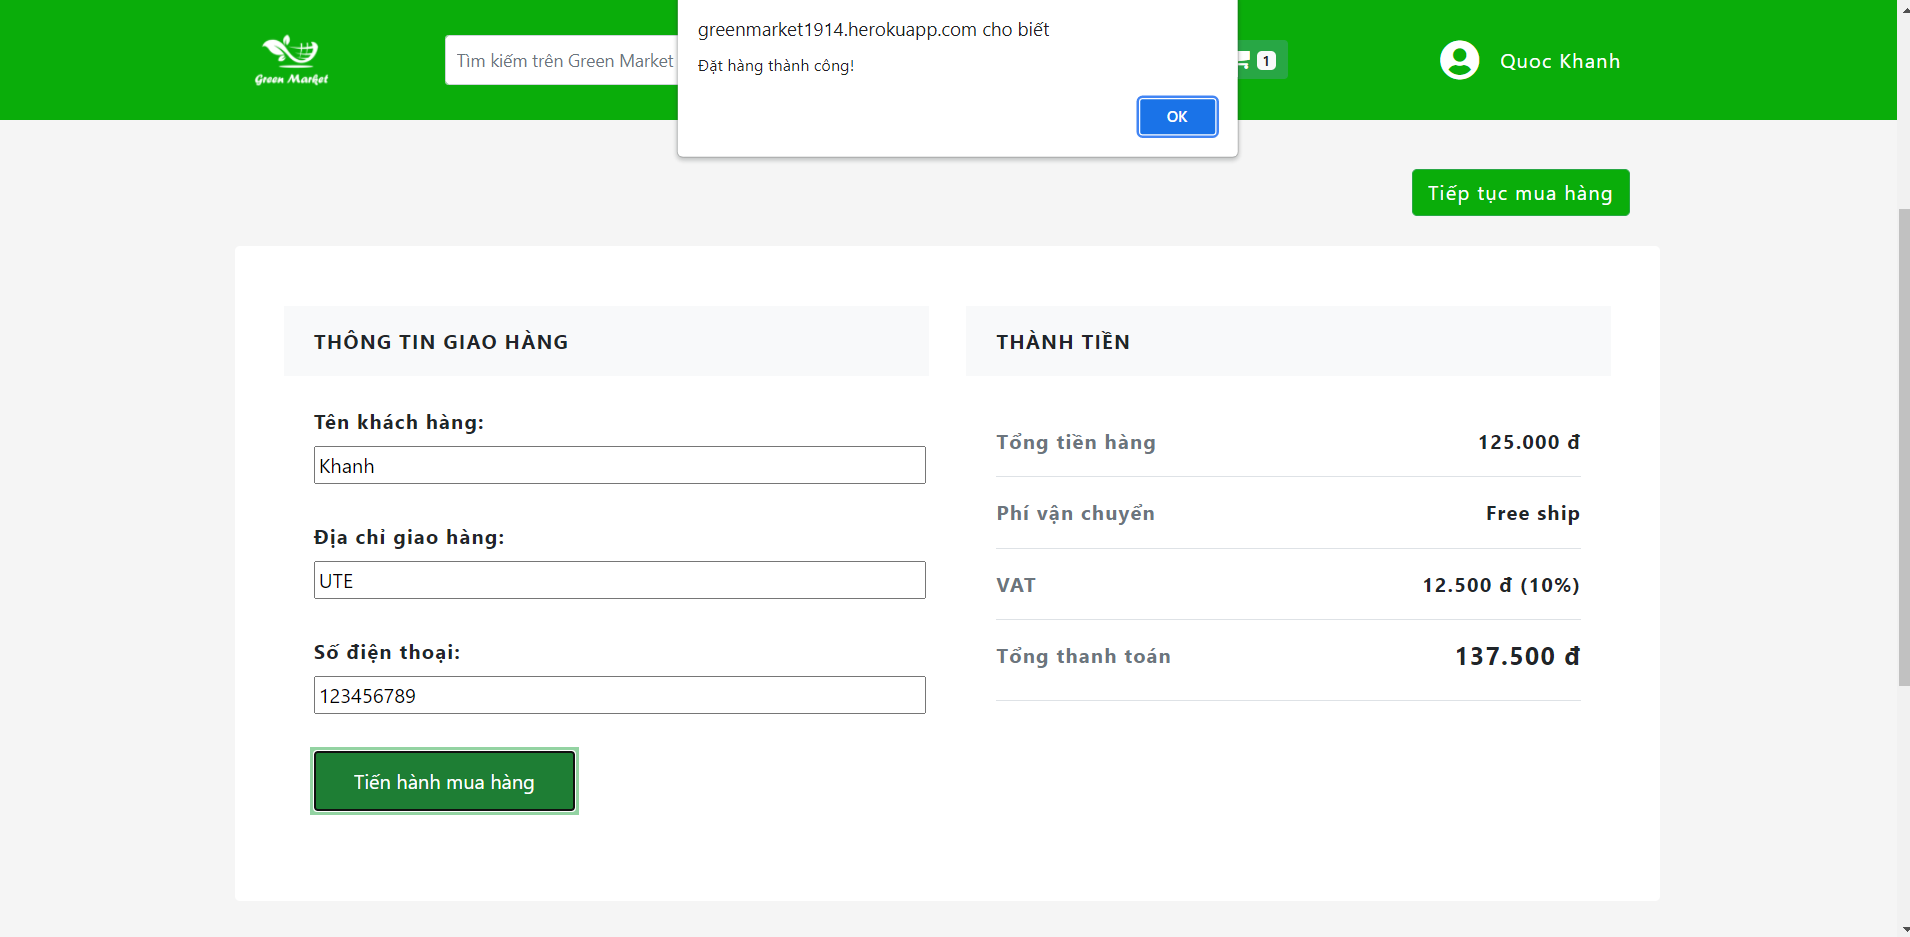 greenmarket1914.herokuapp.com cho biết
Đặt hàng thành công!
OK
Green Market
Tìm kiếm trên Green Market
1
Quoc Khanh
Tiếp tục mua hàng
THÔNG TIN GIAO HÀNG
Tên khách hàng:
Khanh
Địa chỉ giao hàng:
UTE
Số điện thoại:
123456789
Tiến hành mua hàng
THÀNH TIỀN
Tổng tiền hàng 125.000 đ
Phí vận chuyển Free ship
VAT 12.500 đ (10%)
Tổng thanh toán 137.500 đ